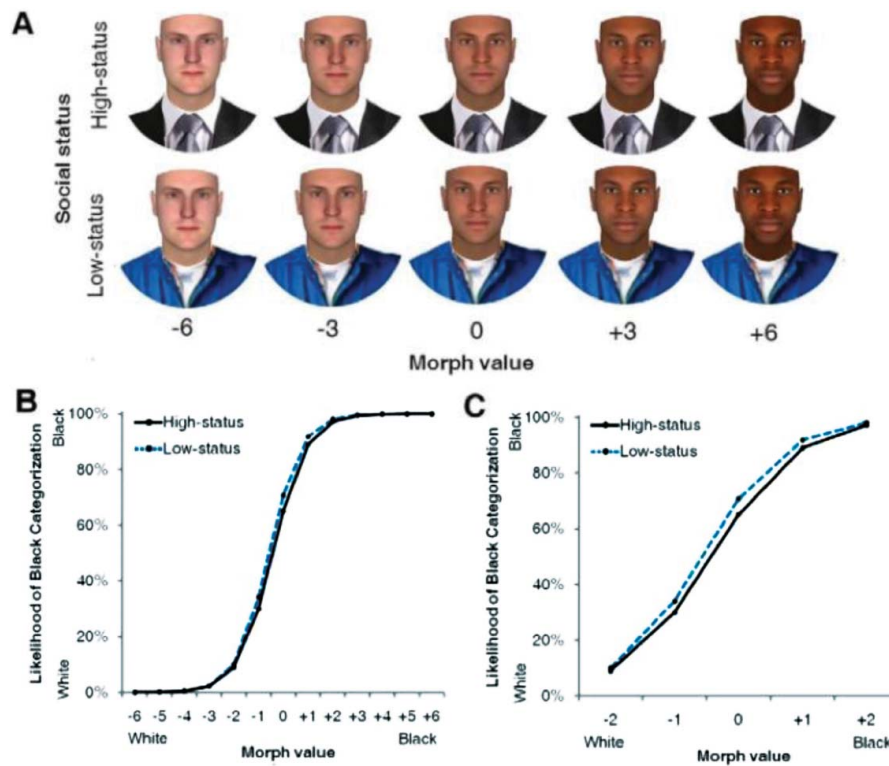 A
Social status
High-status
Low-status
-6 -3 0 +3 +6
Morph value
B
Likelihood of Black Categorization
Black
White
100%
80%
60%
40%
20%
0%
High-status
Low-status
-6 -5 -4 -3 -2 -1 0 +1 +2 +3 +4 +5 +6
White Black
Morph value
C
Likelihood of Black Categorization
Black
White
100%
80%
60%
40%
20%
0%
High-status
Low-status
-2 -1 0 +1 +2
White Black
Morph value